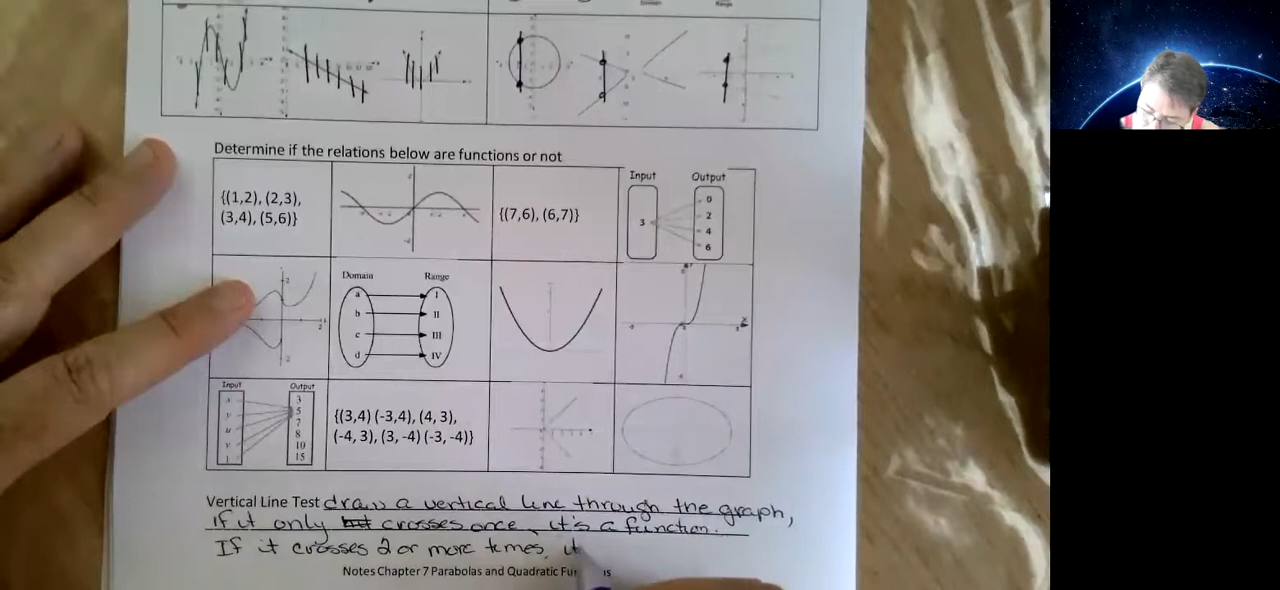 Domain Range
Determine if the relations below are functions or not
{(1,2), (2,3),
(3,4), (5,6)}
{(7,6), (6,7)}
Input Output
3
0
2
4
6
Domain Range
a I
b II
c III
d IV
Input Output
3
5
7
8
10
15
{(3,4) (-3,4), (4, 3),
(-4, 3), (3, -4) (-3, -4)}
Vertical Line Test draw a vertical line through the graph,
if it only crosses once, it's a function.
If it crosses 2 or more times, it
Notes Chapter 7 Parabolas and Quadratic Fun